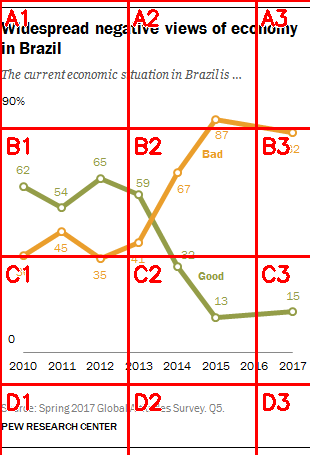 Widespread negative views of economy
in Brazil
The current economic situation in Brazil is ...
90%
A1 A2 A3
B1 B2 B3
87
Bad
62 54 65 59 67
45 35 41 32
Good
C1 C2 C3
13 15
0
2010 2011 2012 2013 2014 2015 2016 2017
D1 D2 D3
Source: Spring 2017 Global Attitudes Survey. Q5.
PEW RESEARCH CENTER